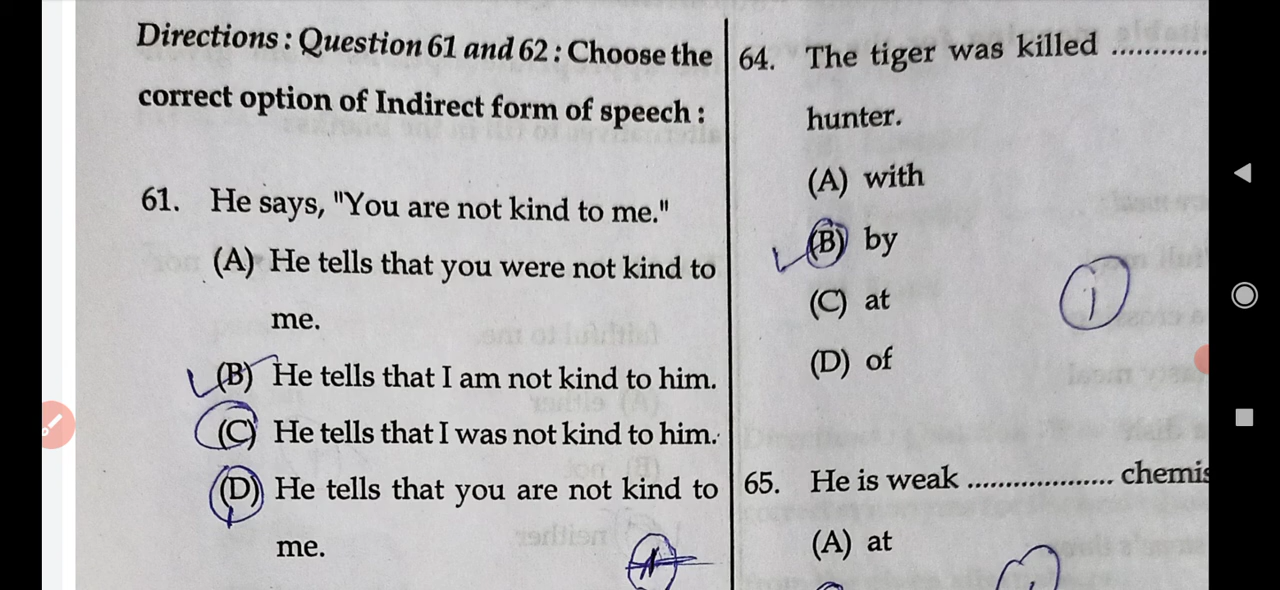 Directions : Question 61 and 62 : Choose the
correct option of Indirect form of speech :
61. He says, "You are not kind to me."
(A) He tells that you were not kind to
me.
(B) He tells that I am not kind to him.
(C) He tells that I was not kind to him.
(D) He tells that you are not kind to
me.
64. The tiger was killed ............
hunter.
(A) with
(B) by
(C) at
(D) of
1
65. He is weak ................... chemis
(A) at